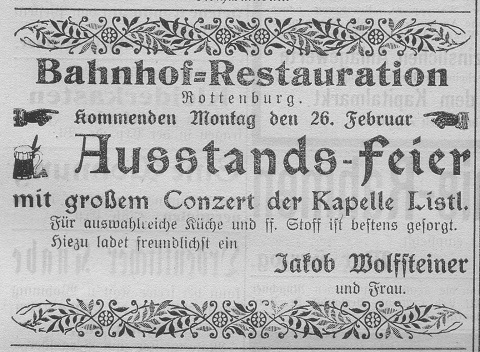 Bahnhof-Restauration
Rottenburg.
Kommenden Montag den 26. Februar
Ausstands-Feier
mit großem Conzert der Kapelle Listl.
Für auswahlreiche Küche und ff. Stoff ist bestens gesorgt.
Hiezu ladet freundlichst ein
Jakob Wolfsteiner
und Frau.